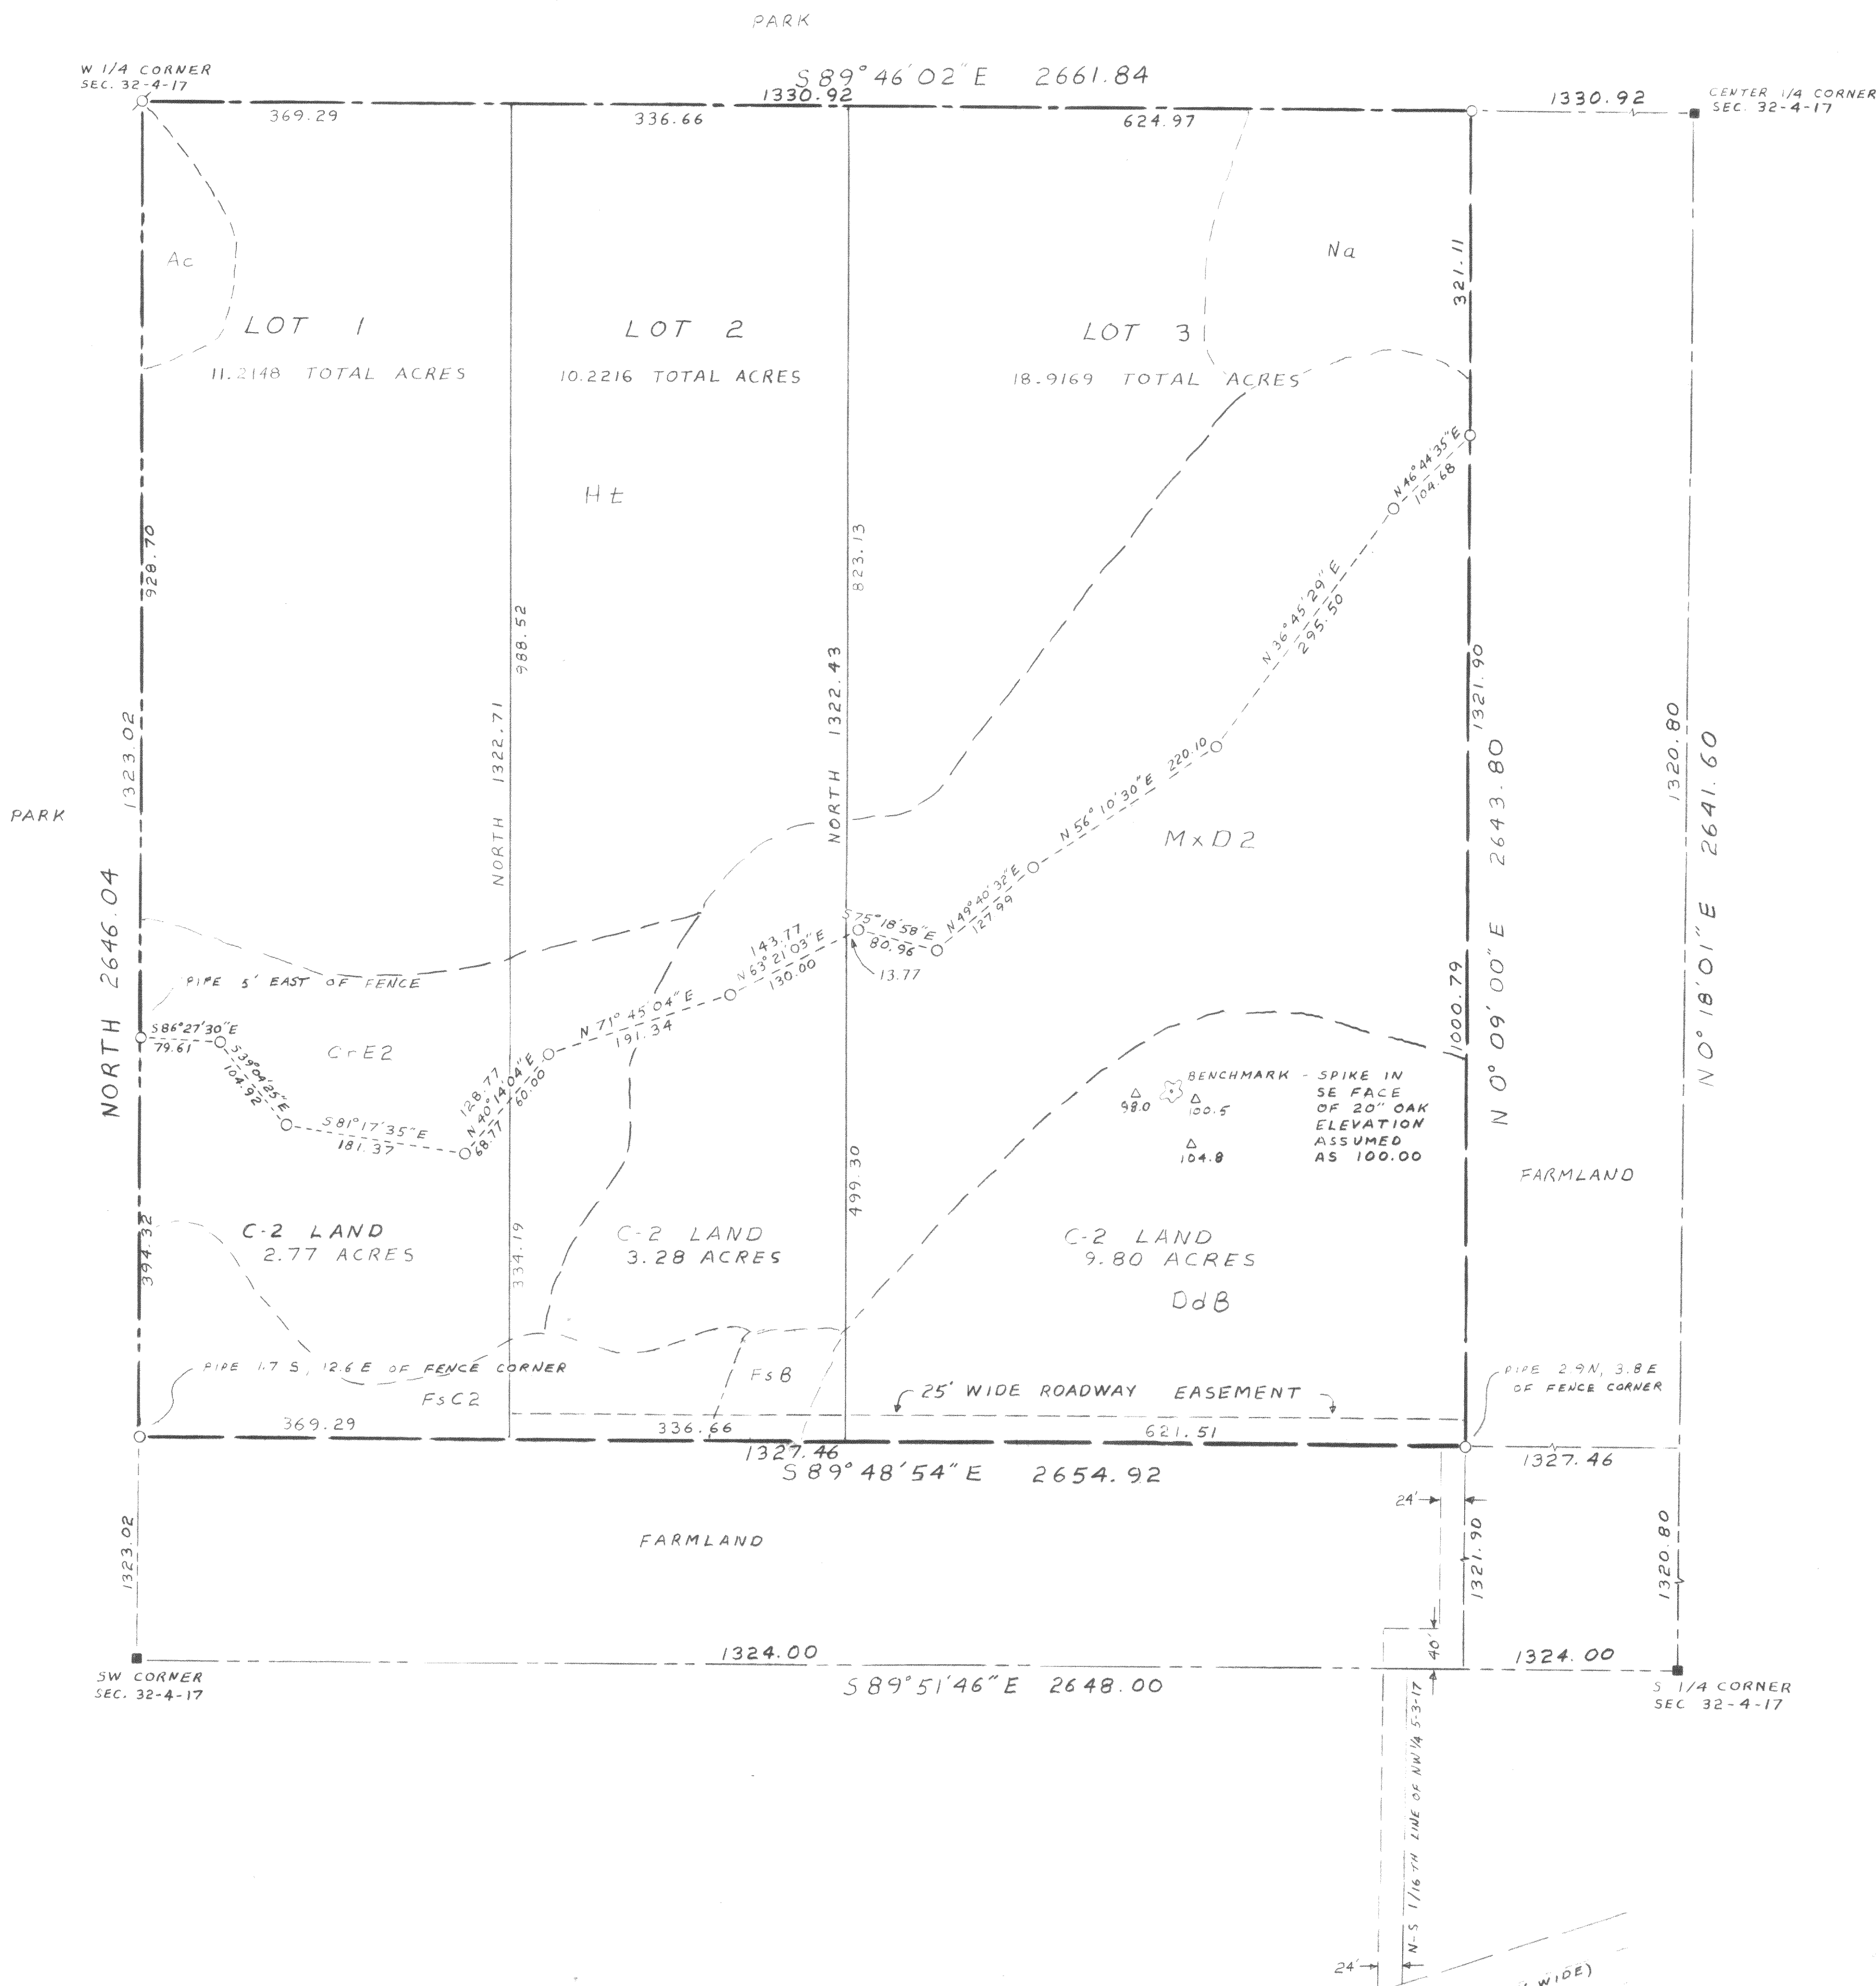 PARK
W 1/4 CORNER
SEC. 32-4-17
S 89° 46' 02" E 2661.84
1330.92
369.29
336.66
624.97
1330.92
CENTER 1/4 CORNER
SEC. 32-4-17
Ac
Na
321.11
LOT 1
11.2148 TOTAL ACRES
LOT 2
10.2216 TOTAL ACRES
LOT 3
18.9169 TOTAL ACRES
Ht
N 46° 44' 35" E
104.68
928.70
823.13
988.52
N 36° 45' 29" E
295.50
1323.02
NORTH 1322.71
NORTH 1322.43
1321.90
1320.80
PARK
NORTH 2646.04
N 56° 10' 30" E 220.10
MxD2
N 0° 09' 00" E 2643.80
N 0° 18' 01" E 2641.60
N 49° 40' 32" E
127.99
S 75° 18' 58" E
80.96
13.77
143.77
N 63° 21' 03" E
130.00
PIPE 5' EAST OF FENCE
S 86° 27' 30" E
79.61
S 39° 04' 25" E
104.92
CrE2
S 81° 17' 35" E
181.37
128.77
N 40° 14' 04" E
68.77
60.00
N 71° 45' 04" E
191.34
1000.79
BENCHMARK - SPIKE IN
SE FACE
OF 20" OAK
ELEVATION
ASSUMED
AS 100.00
98.0
100.5
104.8
FARMLAND
394.32
334.19
499.30
C-2 LAND
2.77 ACRES
C-2 LAND
3.28 ACRES
C-2 LAND
9.80 ACRES
DdB
PIPE 1.7 S, 12.6 E OF FENCE CORNER
FsC2
FsB
25' WIDE ROADWAY EASEMENT
PIPE 2.9 N, 3.8 E
OF FENCE CORNER
369.29
336.66
621.51
1327.46
S 89° 48' 54" E 2654.92
1327.46
24'
FARMLAND
1323.02
1321.90
1320.80
40'
1324.00
S 89° 51' 46" E 2648.00
1324.00
SW CORNER
SEC. 32-4-17
S 1/4 CORNER
SEC 32-4-17
N-S 1/16 TH LINE OF NW 1/4 5-3-17
24'
WIDE)